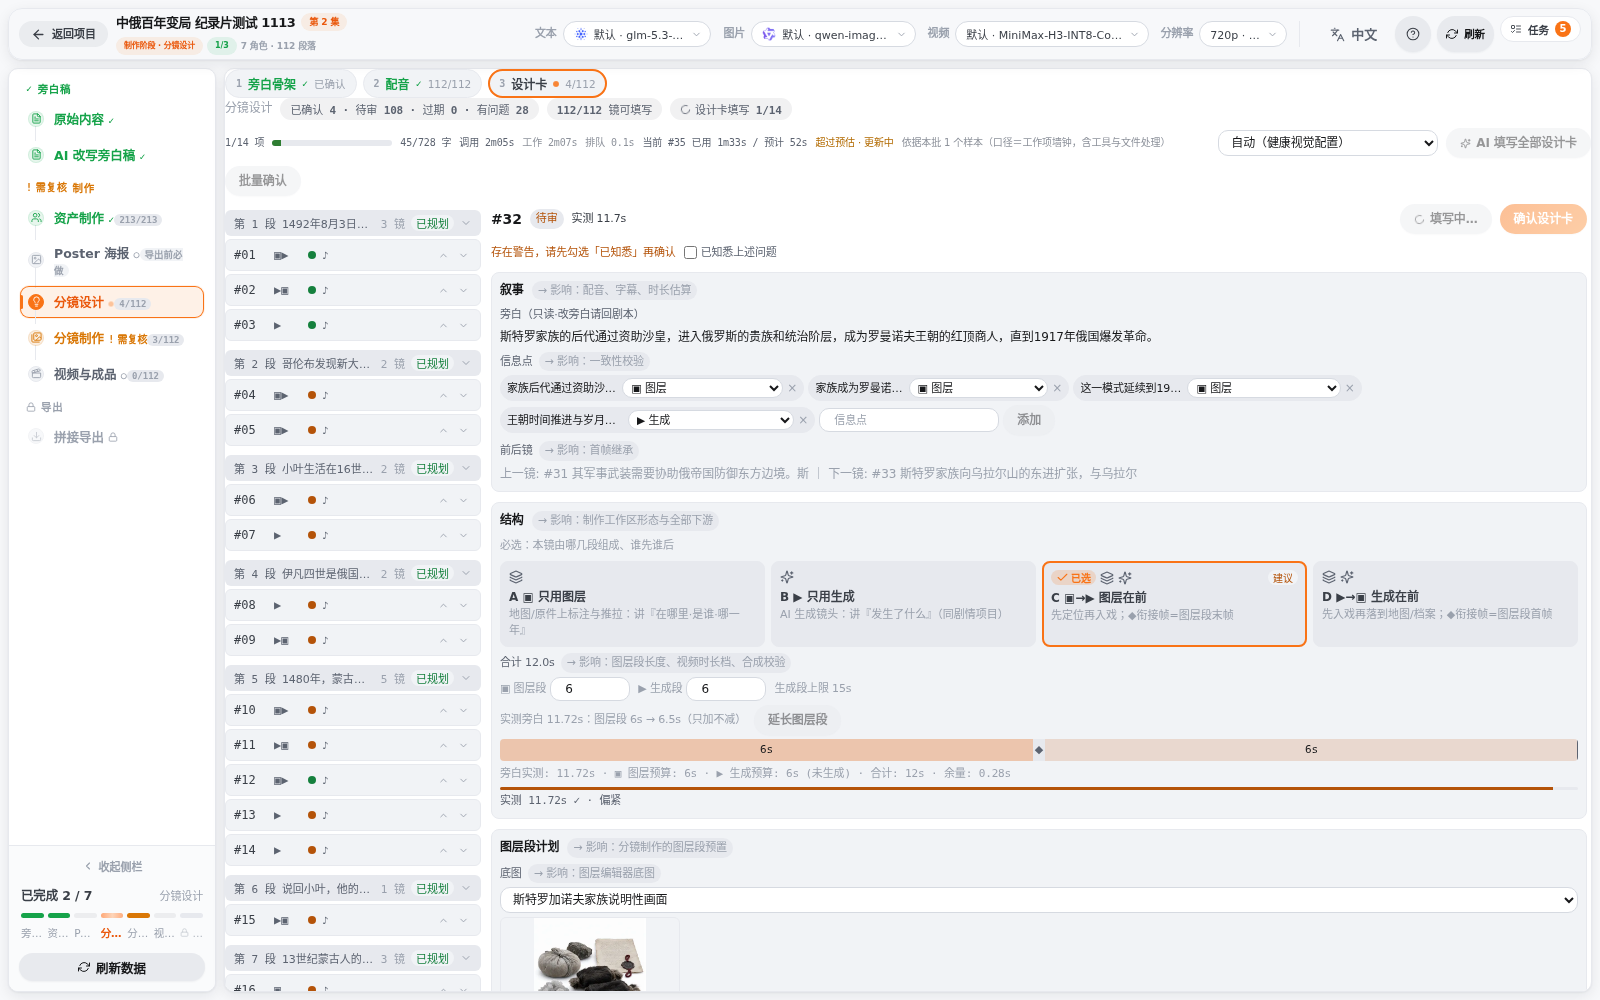 返回项目
中俄百年变局 纪录片测试 1113 第 2 集
制作阶段 · 分镜设计 1/3 7 角色 · 112 段落
文本 默认 · glm-5.3-... 图片 默认 · qwen-imag... 视频 默认 · MiniMax-H3-INT8-Co... 分辨率 720p · ...
中文 刷新 任务 5
旁白稿
原始内容 ✓
AI 改写旁白稿 ✓
! 需复核 制作
资产制作 ✓ 213/213
Poster 海报 导出前必做
分镜设计 4/112
分镜制作 ! 需复核 3/112
视频与成品 0/112
导出
拼接导出
收起侧栏
已完成 2 / 7 分镜设计
旁... 资... P... 分... 分... 视... ...
刷新数据
1 旁白骨架 ✓ 已确认 2 配音 ✓ 112/112 3 设计卡 4/112
分镜设计 已确认 4 · 待审 108 · 过期 0 · 有问题 28 112/112 镜可填写 设计卡填写 1/14
1/14 项 45/728 字 调用 2m05s 工作 2m07s 排队 0.1s 当前 #35 已用 1m33s / 预计 52s 超过预估 · 更新中 依据本批 1 个样本（口径=工作项墙钟，含工具与文件处理）
自动（健康视觉配置） AI 填写全部设计卡
批量确认
第 1 段 1492年8月3日... 3 镜 已规划
#01
#02
#03
第 2 段 哥伦布发现新大... 2 镜 已规划
#04
#05
第 3 段 小叶生活在16世... 2 镜 已规划
#06
#07
第 4 段 伊凡四世是俄国... 2 镜 已规划
#08
#09
第 5 段 1480年，蒙古... 5 镜 已规划
#10
#11
#12
#13
#14
第 6 段 说回小叶，他的... 1 镜 已规划
#15
第 7 段 13世纪蒙古人的... 3 镜 已规划
#16
#32 待审 实测 11.7s 填写中... 确认设计卡
存在警告，请先勾选「已知悉」再确认 已知悉上述问题
叙事 → 影响：配音、字幕、时长估算
旁白（只读·改旁白请回剧本）
斯特罗家族的后代通过资助沙皇，进入俄罗斯的贵族和统治阶层，成为罗曼诺夫王朝的红顶商人，直到1917年俄国爆发革命。
信息点 → 影响：一致性校验
家族后代通过资助沙... ▣ 图层 × 家族成为罗曼诺... ▣ 图层 × 这一模式延续到19... ▣ 图层 ×
王朝时间推进与岁月... ▶ 生成 × 信息点 添加
前后镜 → 影响：首帧继承
上一镜: #31 其军事武装需要协助俄帝国防御东方边境。斯 | 下一镜: #33 斯特罗家族向乌拉尔山的东进扩张，与乌拉尔
结构 → 影响：制作工作区形态与全部下游
必选：本镜由哪几段组成、谁先谁后
A ▣ 只用图层
地图/原件上标注与推拉：讲『在哪里·是谁·哪一年』
B ▶ 只用生成
AI 生成镜头：讲『发生了什么』（同剧情项目）
已选 建议
C ▣→▶ 图层在前
先定位再入戏；◆衔接帧=图层段末帧
D ▶→▣ 生成在前
先入戏再落到地图/档案；◆衔接帧=图层段首帧
合计 12.0s → 影响：图层段长度、视频时长档、合成校验
▣ 图层段 6 ▶ 生成段 6 生成段上限 15s
实测旁白 11.72s：图层段 6s → 6.5s（只加不减） 延长图层段
6s ◆ 6s
旁白实测: 11.72s · ▣ 图层预算: 6s · ▶ 生成预算: 6s (未生成) · 合计: 12s · 余量: 0.28s
实测 11.72s ✓ · 偏紧
图层段计划 → 影响：分镜制作的图层段预置
底图 → 影响：图层编辑器底图
斯特罗加诺夫家族说明性画面